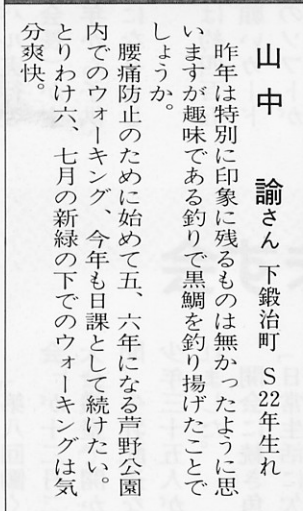 山中 諭さん 下鍛治町 S22年生れ
昨年は特別に印象に残るものは無かったように思
いますが趣味である釣りで黒鯛を釣り揚げたことで
しょうか。
腰痛防止のために始めて五、六年になる芦野公園
内でのウォーキング、今年も日課として続けたい。
とりわけ六、七月の新緑の下でのウォーキングは気
分爽快。